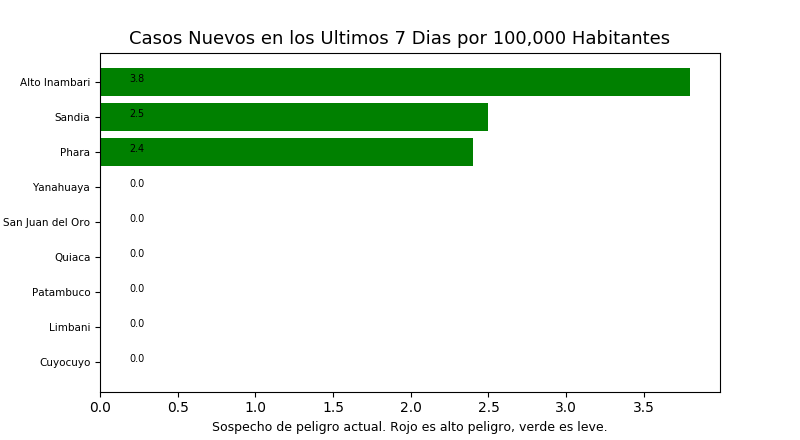 Casos Nuevos en los Ultimos 7 Dias por 100,000 Habitantes
Alto Inambari 3.8
Sandia 2.5
Phara 2.4
Yanahuaya 0.0
San Juan del Oro 0.0
Quiaca 0.0
Patambuco 0.0
Limbani 0.0
Cuyocuyo 0.0
0.0 0.5 1.0 1.5 2.0 2.5 3.0 3.5
Sospecho de peligro actual. Rojo es alto peligro, verde es leve.